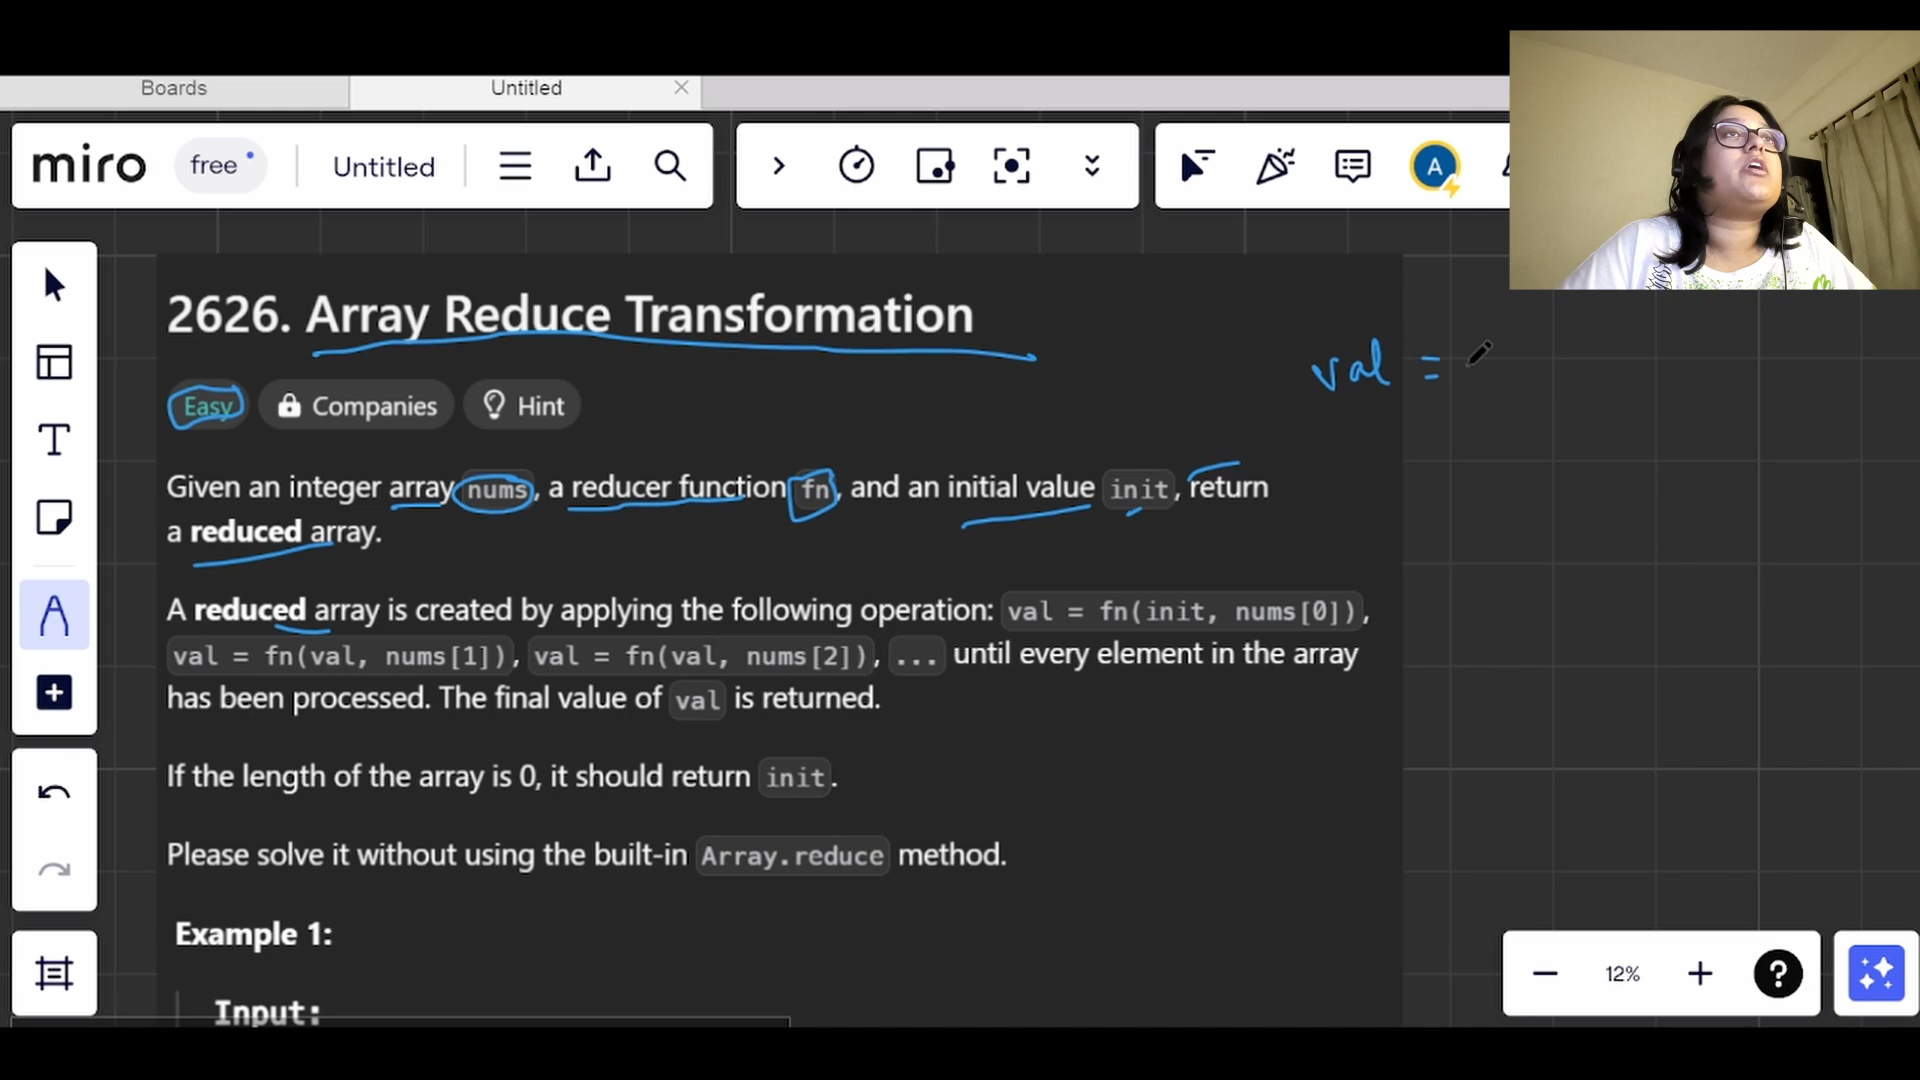 Boards Untitled
miro free Untitled A
2626. Array Reduce Transformation
val =
Easy Companies Hint
Given an integer array nums, a reducer function fn, and an initial value init, return
a reduced array.
A reduced array is created by applying the following operation: val = fn(init, nums[0]),
val = fn(val, nums[1]), val = fn(val, nums[2]), ... until every element in the array
has been processed. The final value of val is returned.
If the length of the array is 0, it should return init.
Please solve it without using the built-in Array.reduce method.
Example 1:
12%
Input: